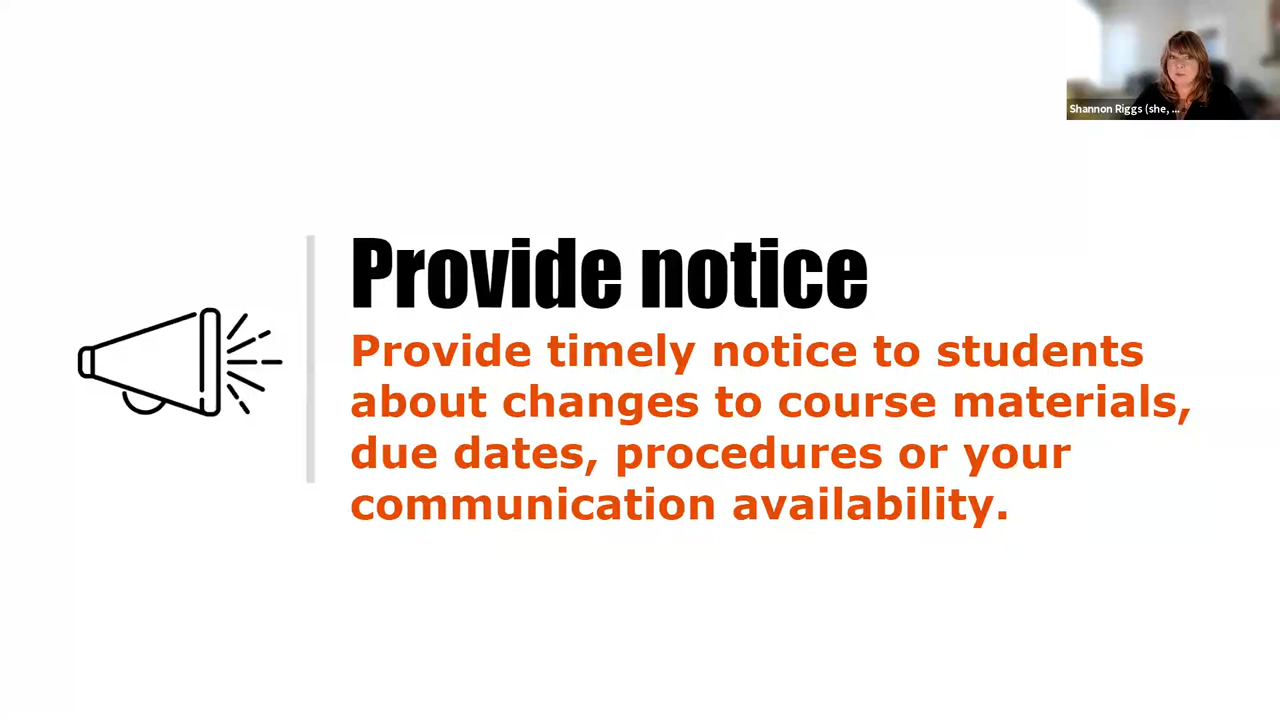 Shannon Riggs (she, ...
Provide notice
Provide timely notice to students
about changes to course materials,
due dates, procedures or your
communication availability.